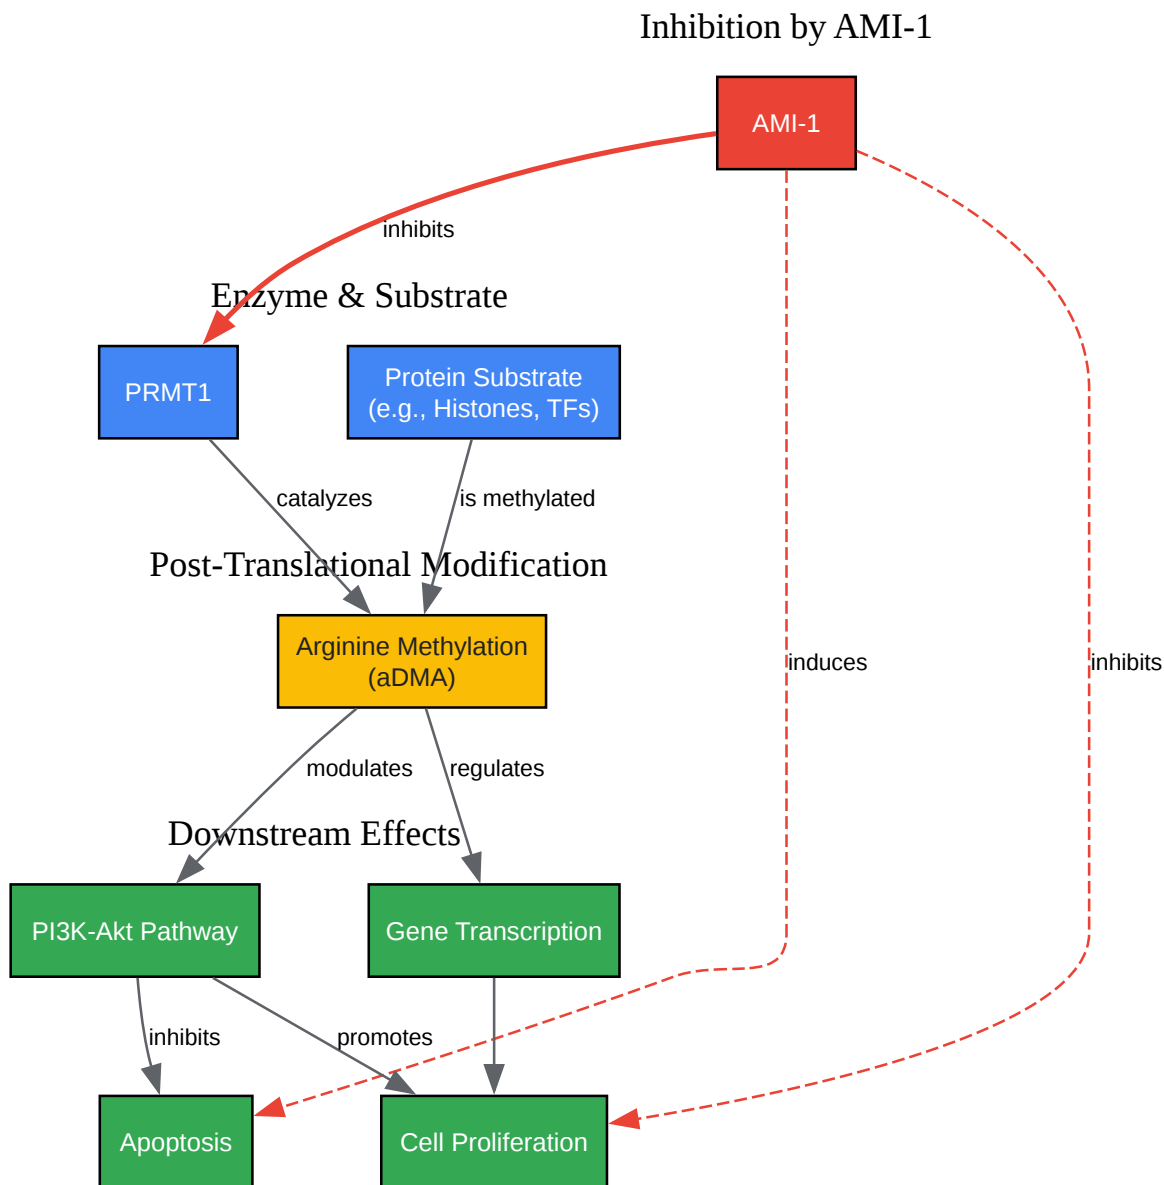 Inhibition by AMI-1
AMI-1
inhibits
Enzyme & Substrate
PRMT1
Protein Substrate
(e.g., Histones, TFs)
catalyzes
is methylated
Post-Translational Modification
Arginine Methylation
(aDMA)
induces
inhibits
modulates
regulates
Downstream Effects
PI3K-Akt Pathway
Gene Transcription
inhibits
promotes
Apoptosis
Cell Proliferation